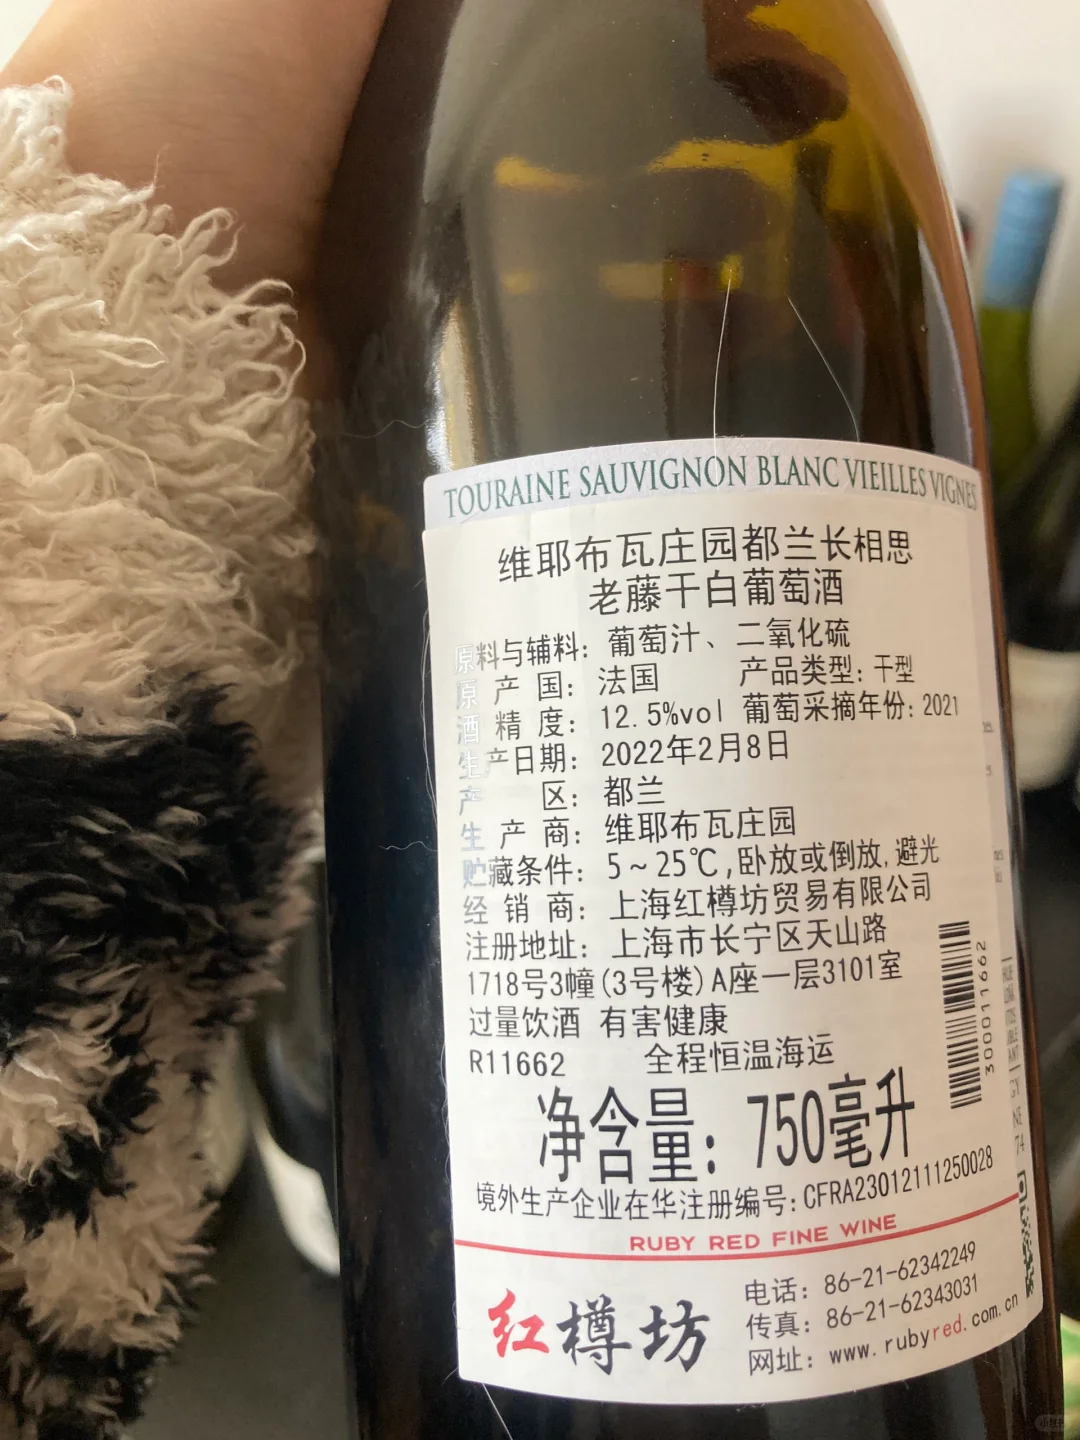 TOURAINE SAUVIGNON BLANC VIEILLES VIGNES
维耶布瓦庄园都兰长相思
老藤干白葡萄酒
原料与辅料：葡萄汁、二氧化硫
原产国：法国 产品类型：干型
酒精度：12.5%vol 葡萄采摘年份：2021
生产日期：2022年2月8日
产区：都兰
生产商：维耶布瓦庄园
贮藏条件：5～25℃,卧放或倒放,避光
经销商：上海红樽坊贸易有限公司
注册地址：上海市长宁区天山路
1718号3幢(3号楼)A座一层3101室
过量饮酒 有害健康
R11662 全程恒温海运
300011662
净含量：750毫升
境外生产企业在华注册编号：CFRA23012111250028
RUBY RED FINE WINE
红樽坊
电话：86-21-62342249
传真：86-21-62343031
网址：www.rubyred.com.cn